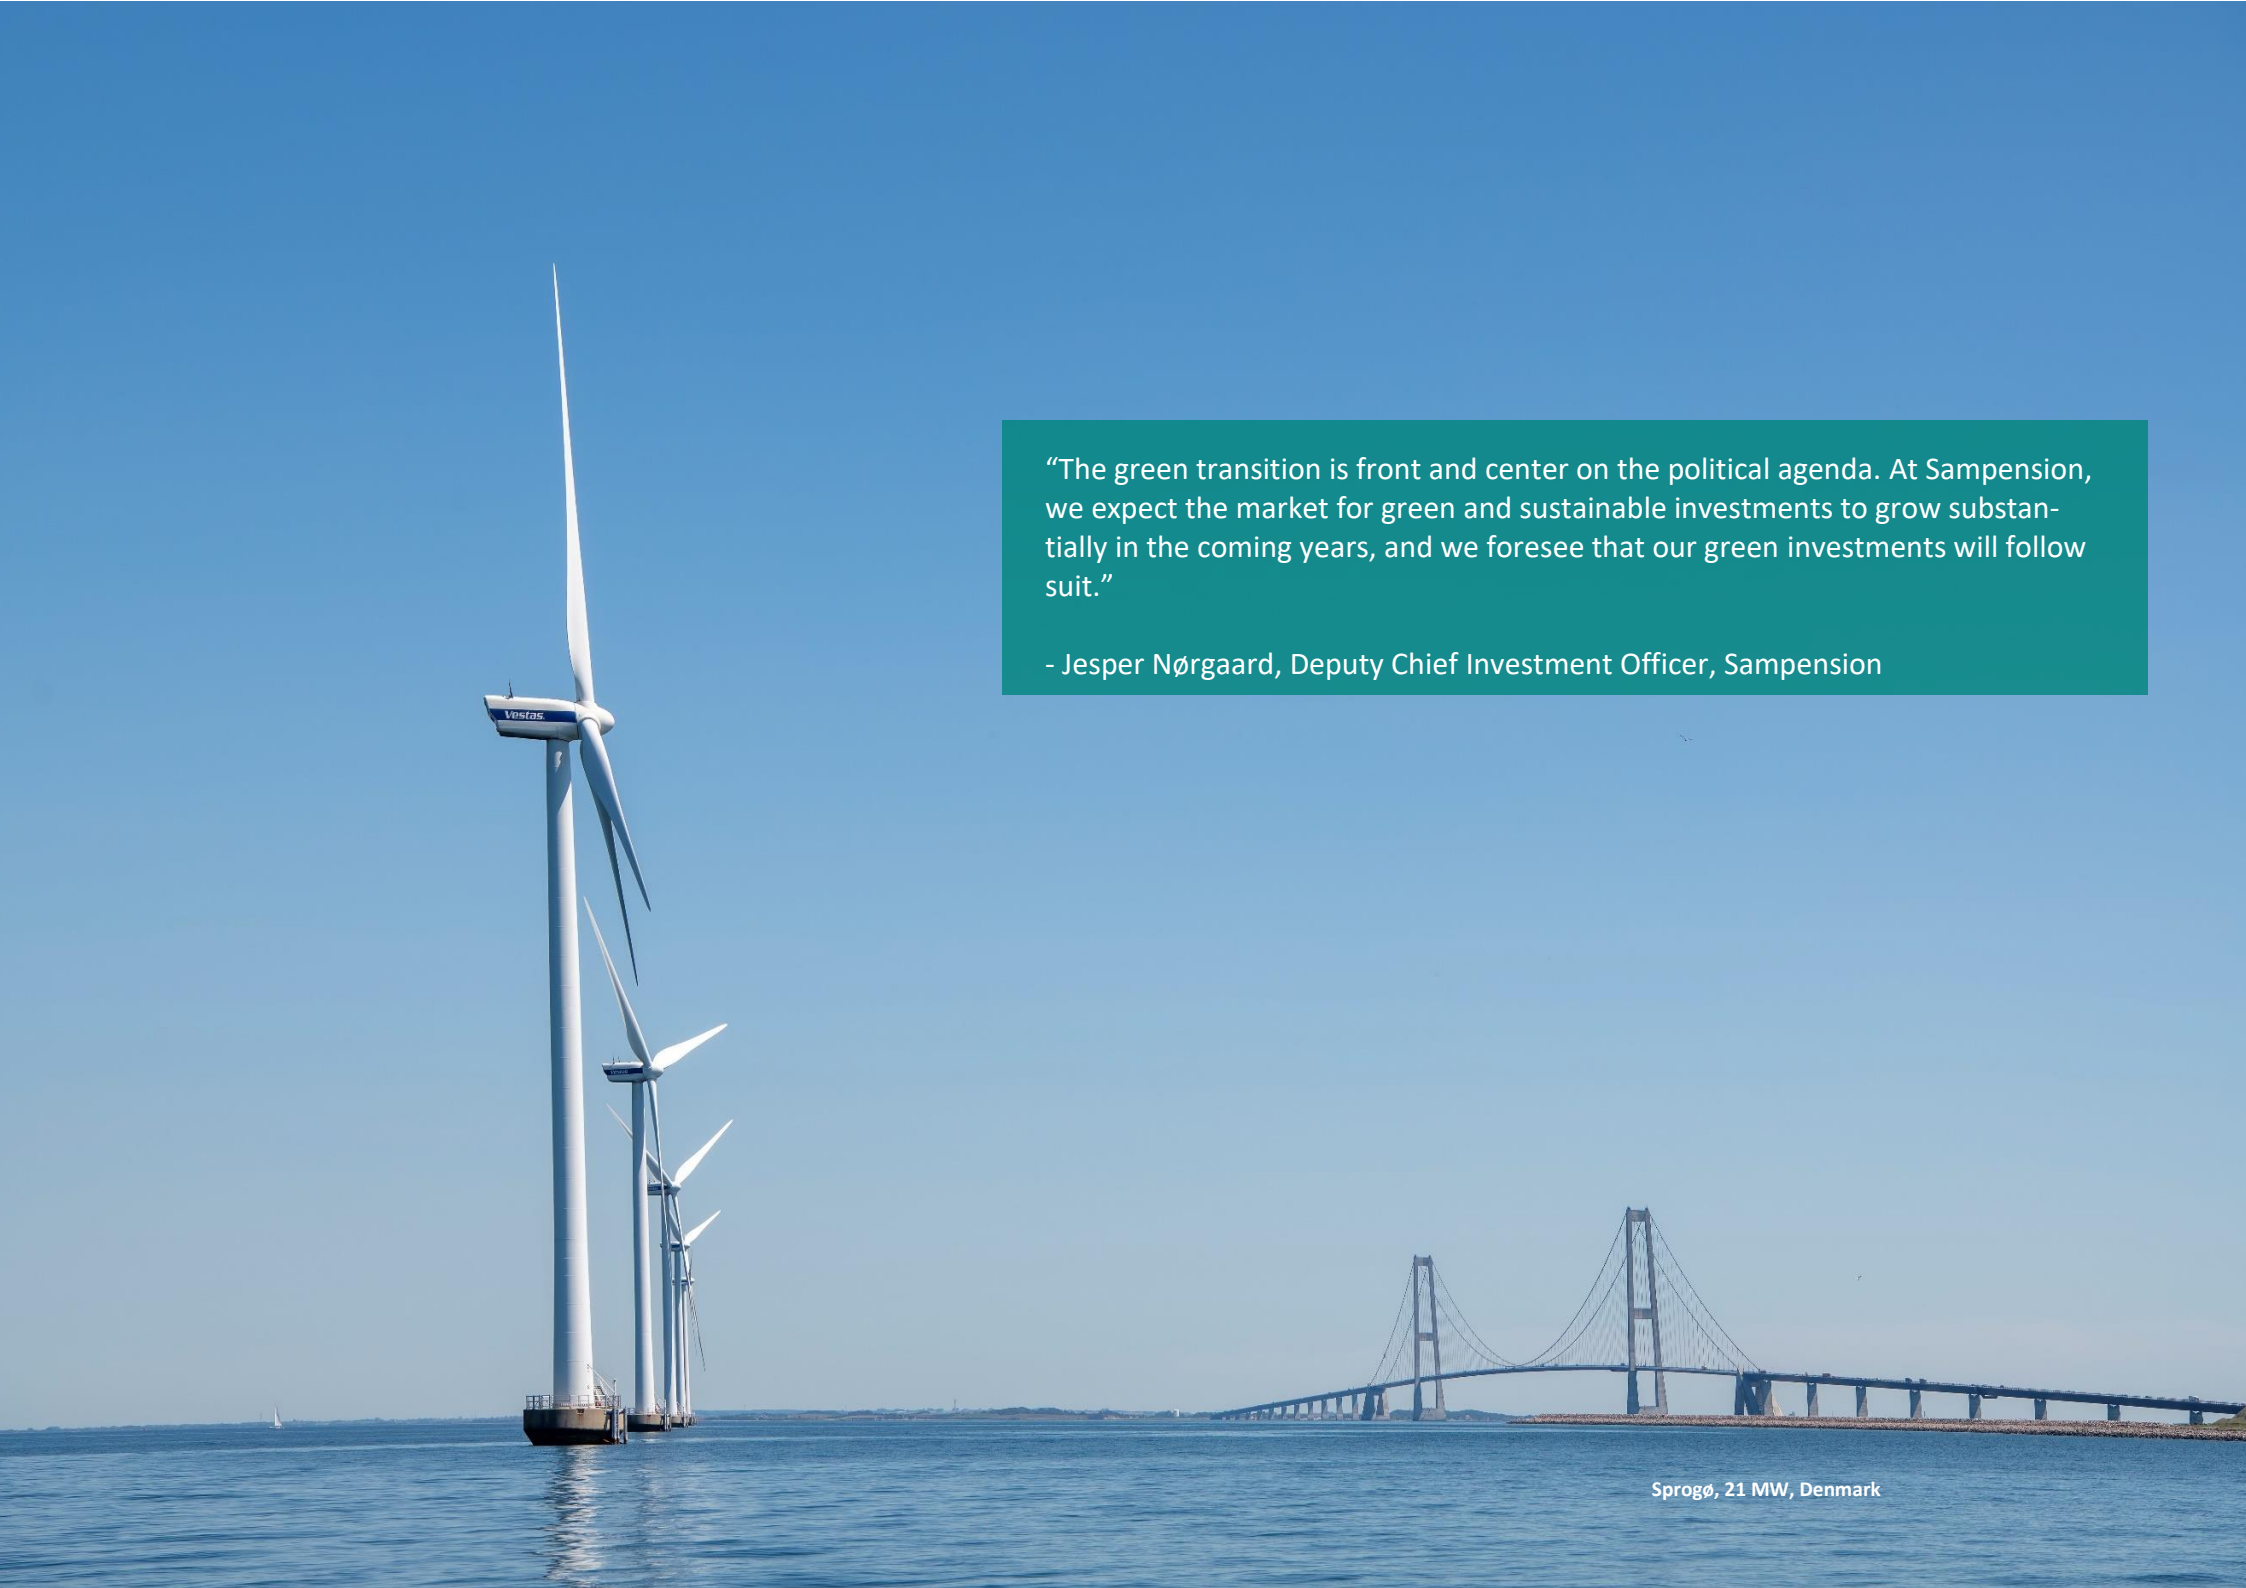 “The green transition is front and center on the political agenda. At Sampension,
we expect the market for green and sustainable investments to grow substan-
tially in the coming years, and we foresee that our green investments will follow
suit.”
- Jesper Nørgaard, Deputy Chief Investment Officer, Sampension
Vestas
Sprogø, 21 MW, Denmark